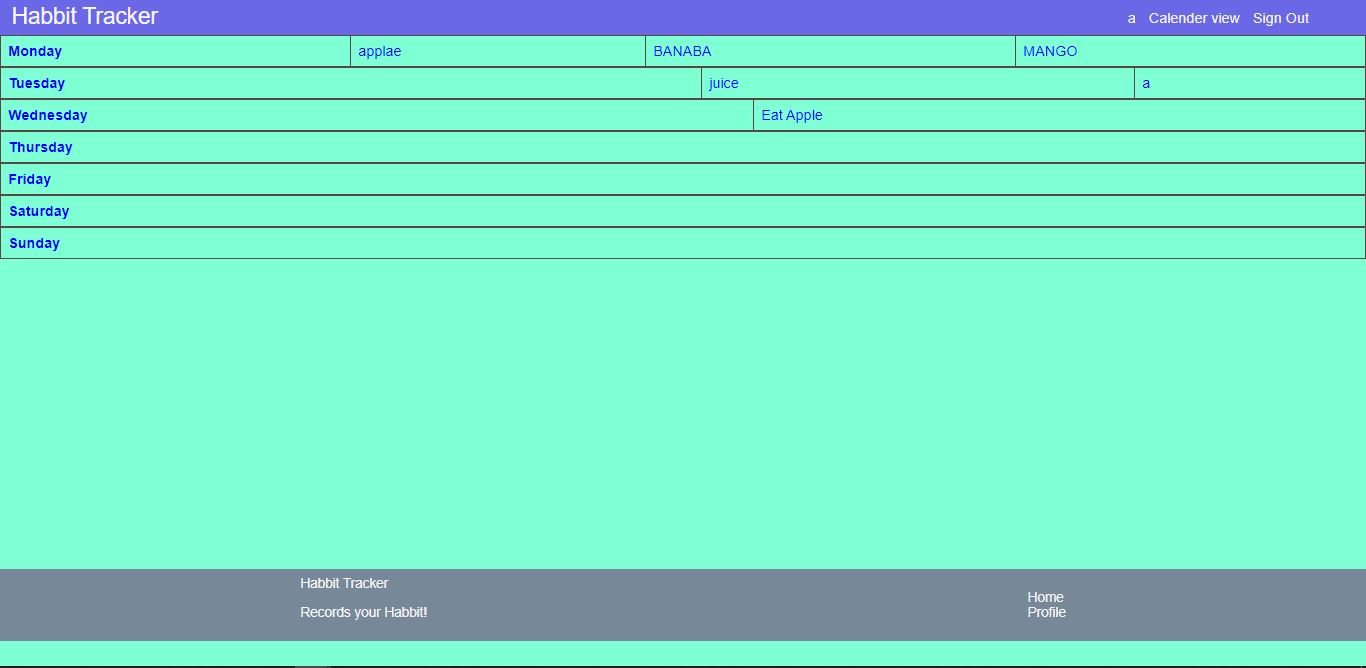 Habbit Tracker a Calender view Sign Out
Monday applae BANABA MANGO
Tuesday juice a
Wednesday Eat Apple
Thursday
Friday
Saturday
Sunday
Habbit Tracker
Records your Habbit!
Home
Profile